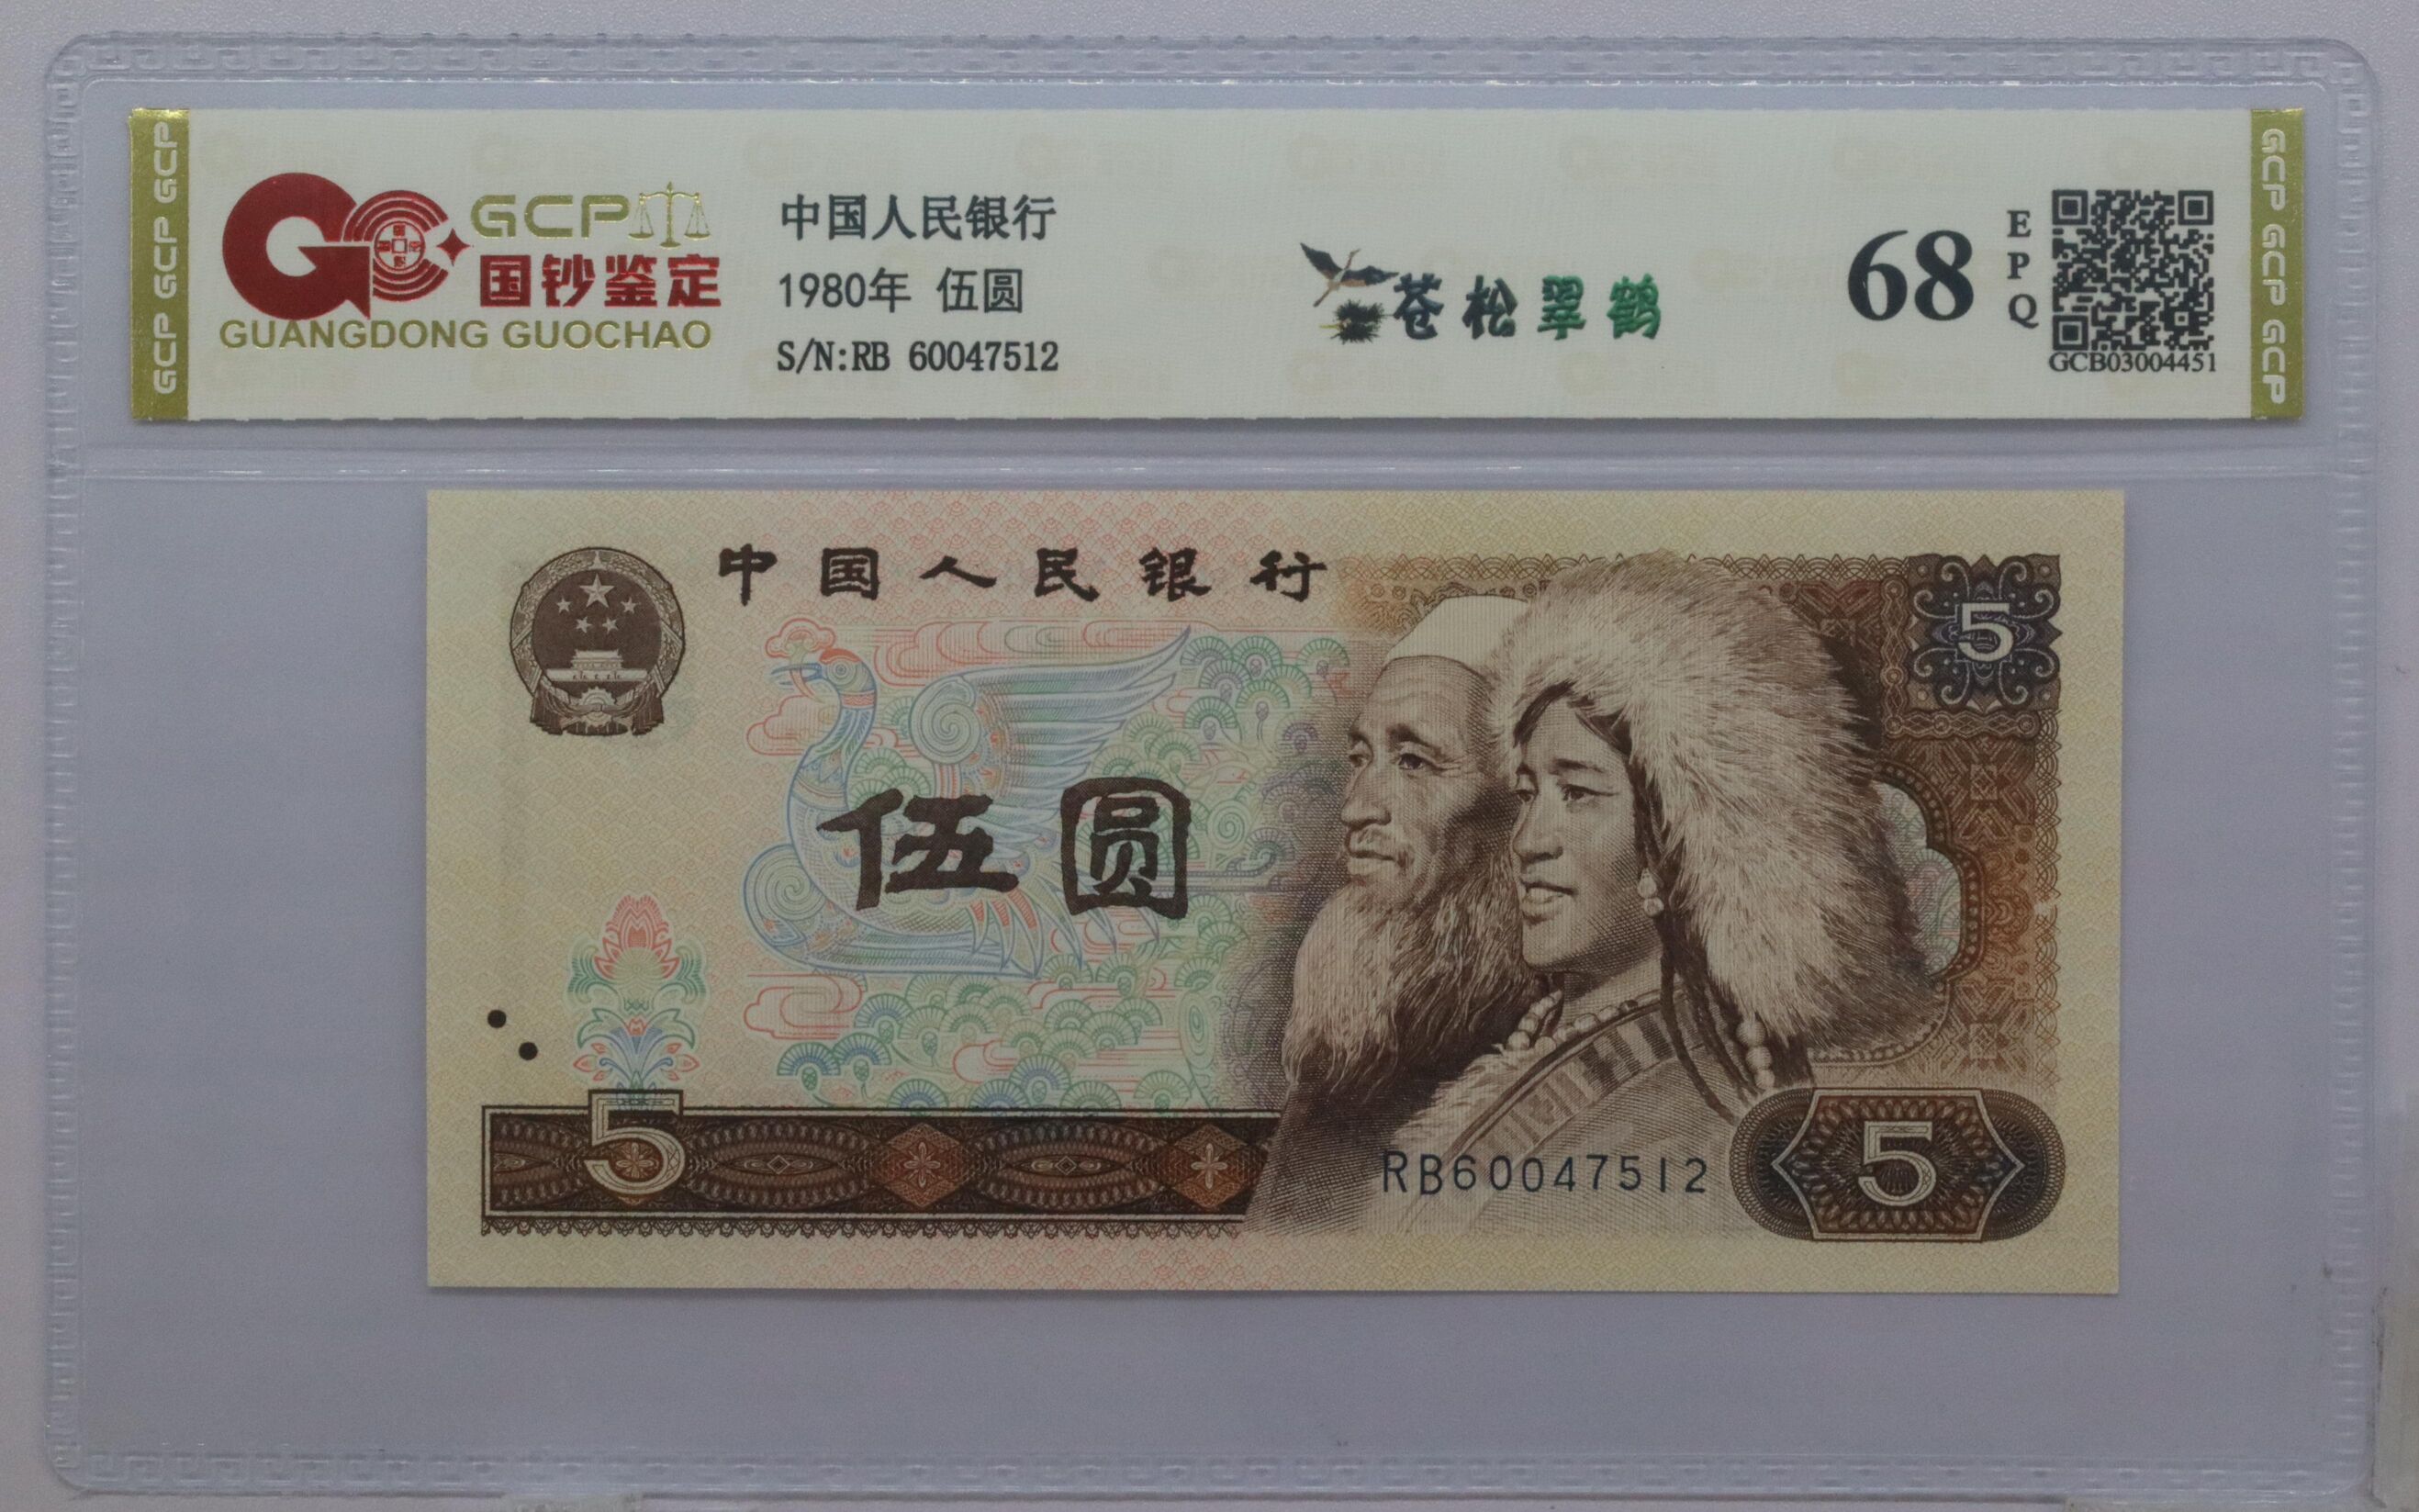 GCP GCP GCP
GCP
国钞鉴定
GUANGDONG GUOCHAO
中国人民银行
1980年 伍圆
S/N:RB 60047512
苍松翠鹤
68
EPQ
GCB03004451
GCP GCP GCP GCP
中国人民银行
5
伍圆
5
RB60047512
5